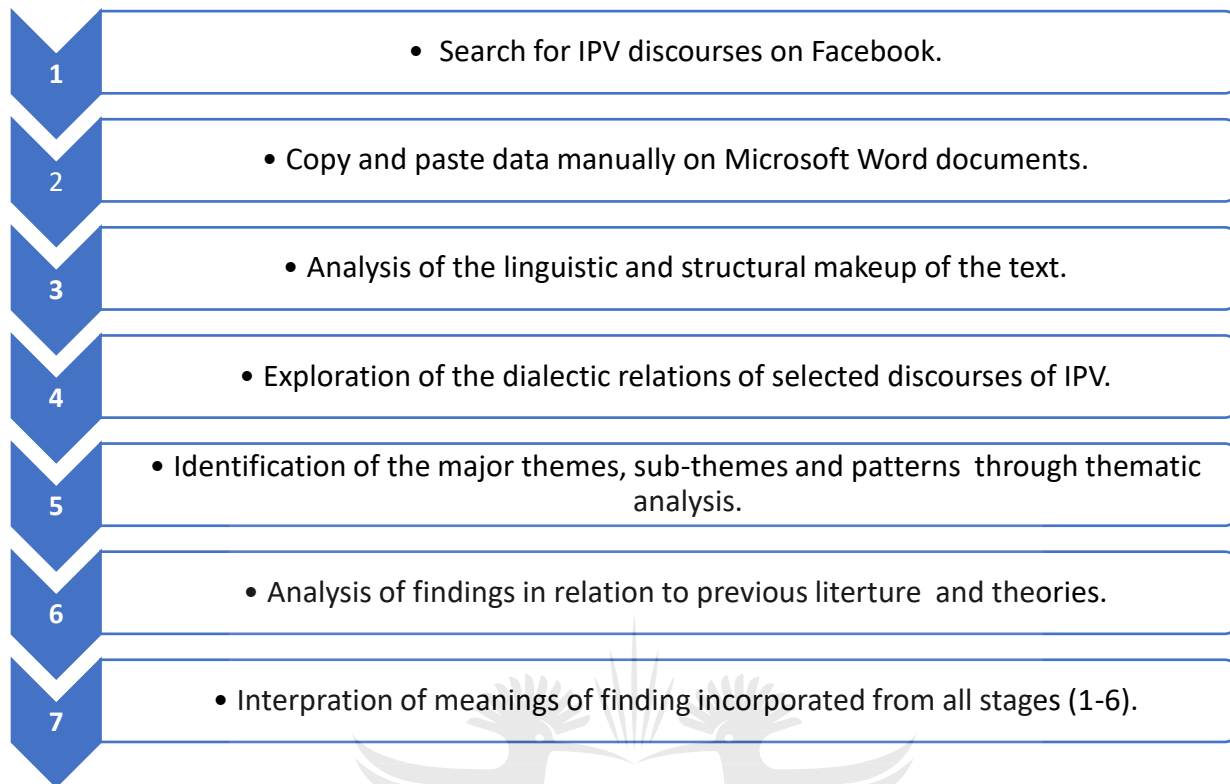 1
• Search for IPV discourses on Facebook.
2
• Copy and paste data manually on Microsoft Word documents.
3
• Analysis of the linguistic and structural makeup of the text.
4
• Exploration of the dialectic relations of selected discourses of IPV.
5
• Identification of the major themes, sub-themes and patterns through thematic
analysis.
6
• Analysis of findings in relation to previous literture and theories.
7
• Interpration of meanings of finding incorporated from all stages (1-6).